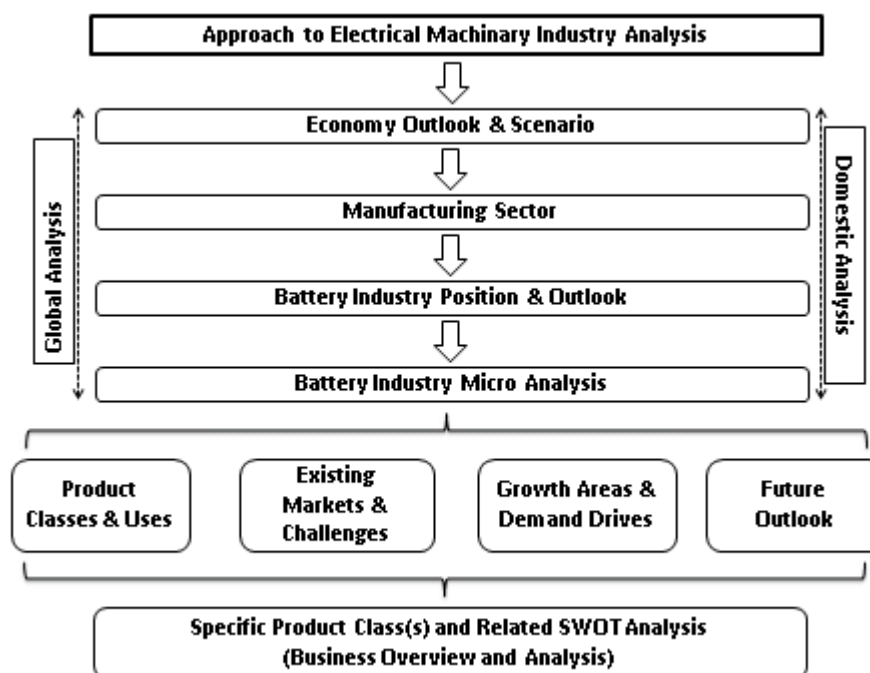 Approach to Electrical Machinary Industry Analysis
Economy Outlook & Scenario
Global Analysis
Domestic Analysis
Manufacturing Sector
Battery Industry Position & Outlook
Battery Industry Micro Analysis
Product
Classes & Uses
Existing
Markets &
Challenges
Growth Areas &
Demand Drives
Future
Outlook
Specific Product Class(s) and Related SWOT Analysis
(Business Overview and Analysis)